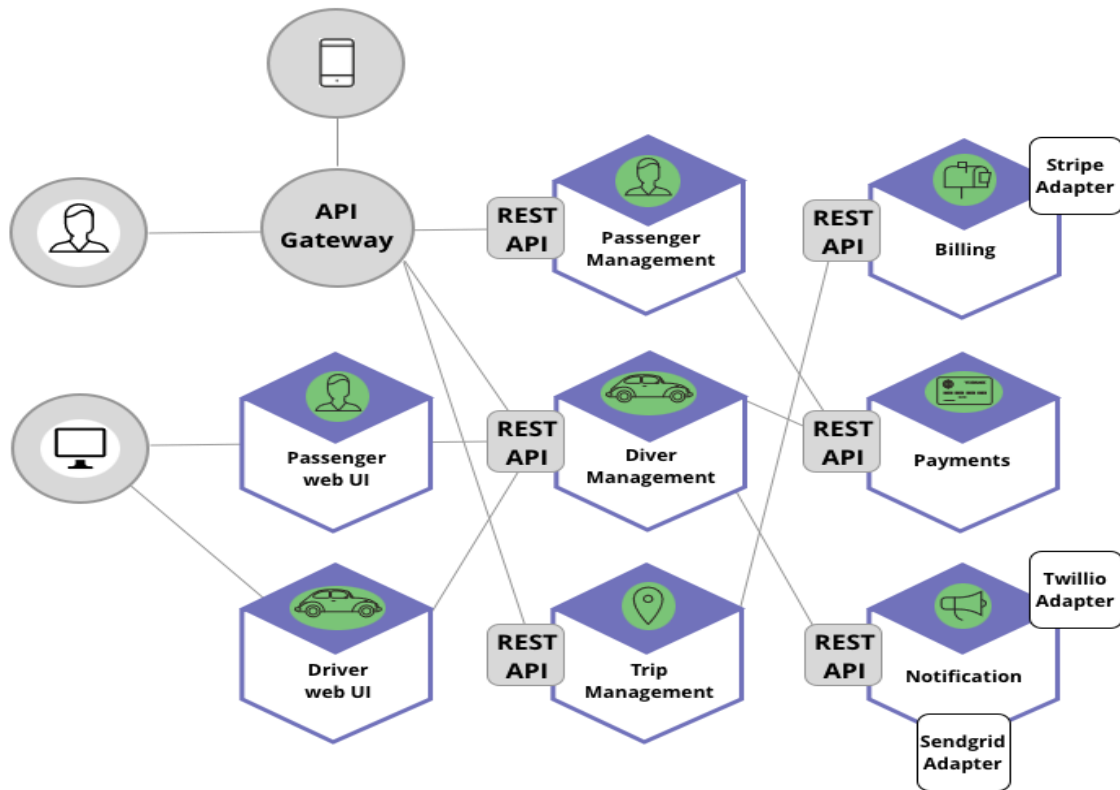 API
Gateway
REST
API
Passenger
Management
REST
API
Billing
Stripe
Adapter
Passenger
web UI
REST
API
Diver
Management
REST
API
Payments
Driver
web UI
REST
API
Trip
Management
REST
API
Notification
Twillio
Adapter
Sendgrid
Adapter